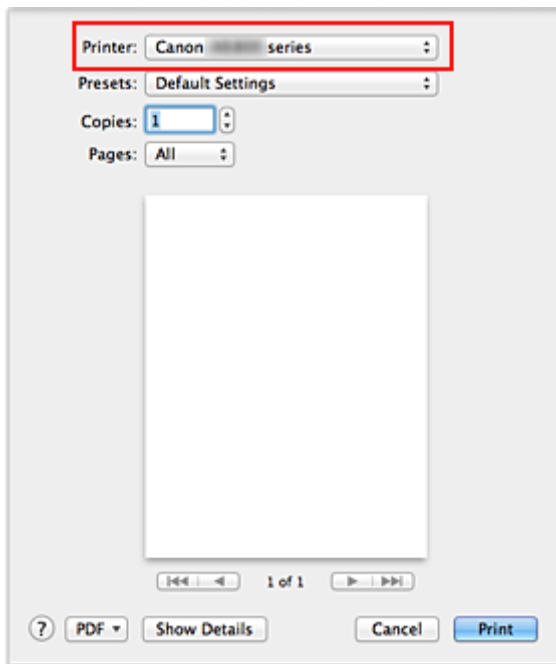 Printer: Canon series
Presets: Default Settings
Copies: 1
Pages: All
1 of 1
? PDF Show Details Cancel Print